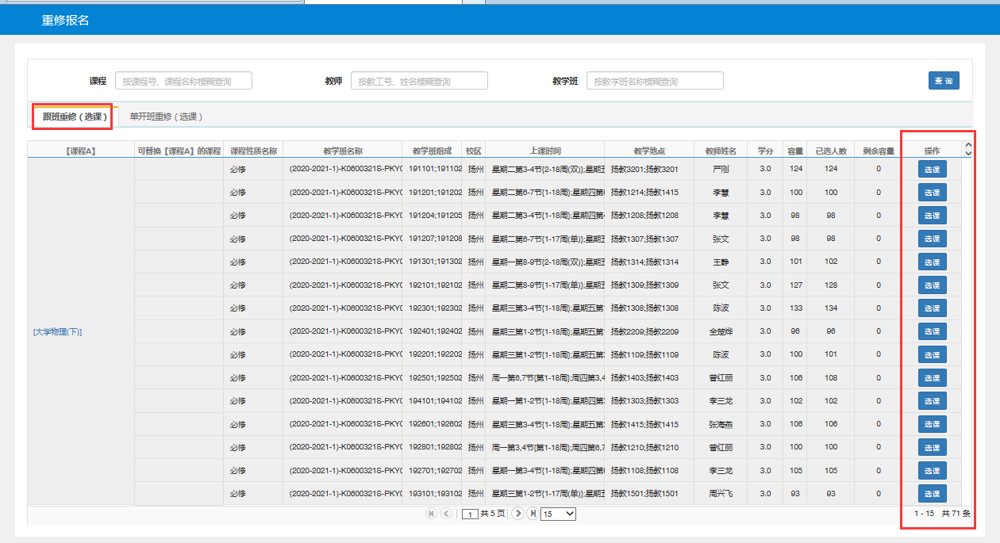 重修报名
课程 按课程号、课程名称模糊查询 教师 按教工号、姓名模糊查询 教学班 按教学班名称模糊查询 查 询
跟班重修（选课） 单开班重修（选课）
【课程A】 可替换【课程A】的课程 课程性质名称 教学班名称 教学班组成 校区 上课时间 教学地点 教师姓名 学分 容量 已选人数 剩余容量 操作
必修 (2020-2021-1)-K0600321S-PKY0 191101;191102 扬州 星期二第3-4节{2-18周(双)};星期五 扬教3201;扬教3201 严刚 3.0 124 124 0 选课
必修 (2020-2021-1)-K0600321S-PKY0 191201;191202 扬州 星期二第6-7节{1-18周};星期四第6 扬教1214;扬教1415 李慧 3.0 100 100 0 选课
必修 (2020-2021-1)-K0600321S-PKY0 191204;191205 扬州 星期二第3-4节{1-18周};星期四第 扬教1208;扬教1208 李慧 3.0 98 98 0 选课
必修 (2020-2021-1)-K0600321S-PKY0 191207;191208 扬州 星期二第6-7节{1-17周(单)};星期五 扬教1307;扬教1307 张文 3.0 98 98 0 选课
必修 (2020-2021-1)-K0600321S-PKY0 191301;191302 扬州 星期一第8-9节{2-18周(双)};星期五 扬教1314;扬教1314 王静 3.0 101 102 0 选课
必修 (2020-2021-1)-K0600321S-PKY0 192101;192102 扬州 星期二第8-9节{1-17周(单)};星期五 扬教1309;扬教1309 张文 3.0 127 128 0 选课
必修 (2020-2021-1)-K0600321S-PKY0 192301;192302 扬州 星期三第3-4节{1-18周};星期五第 扬教1308;扬教1308 陈波 3.0 133 134 0 选课
[大学物理(下)] 必修 (2020-2021-1)-K0600321S-PKY0 192401;192402 扬州 星期三第1-2节{1-18周};星期五第 扬教2209;扬教2209 全楚烨 3.0 96 96 0 选课
必修 (2020-2021-1)-K0600321S-PKY0 192201;192202 扬州 星期三第1-2节{1-18周};星期五第 扬教1109;扬教1109 陈波 3.0 100 101 0 选课
必修 (2020-2021-1)-K0600321S-PKY0 192501;192502 扬州 周一第6,7节{第1-18周};周四第3,4 扬教1403;扬教1403 曾红丽 3.0 106 108 0 选课
必修 (2020-2021-1)-K0600321S-PKY0 194101;194102 扬州 星期一第1-2节{1-18周};星期四第 扬教1303;扬教1303 李三龙 3.0 102 102 0 选课
必修 (2020-2021-1)-K0600321S-PKY0 192601;192602 扬州 星期三第3-4节{1-18周};星期五第 扬教1415;扬教1415 张海燕 3.0 106 106 0 选课
必修 (2020-2021-1)-K0600321S-PKY0 192801;192802 扬州 周一第3,4节{第1-18周};周四第6,7 扬教1210;扬教1210 曾红丽 3.0 100 100 0 选课
必修 (2020-2021-1)-K0600321S-PKY0 192701;192702 扬州 星期一第3-4节{1-18周};星期四第 扬教1108;扬教1108 李三龙 3.0 105 105 0 选课
必修 (2020-2021-1)-K0600321S-PKY0 193101;193102 扬州 星期三第1-2节{1-17周(单)};星期五 扬教1501;扬教1501 周兴飞 3.0 93 93 0 选课
1 共 5 页 15 1 - 15 共 71 条